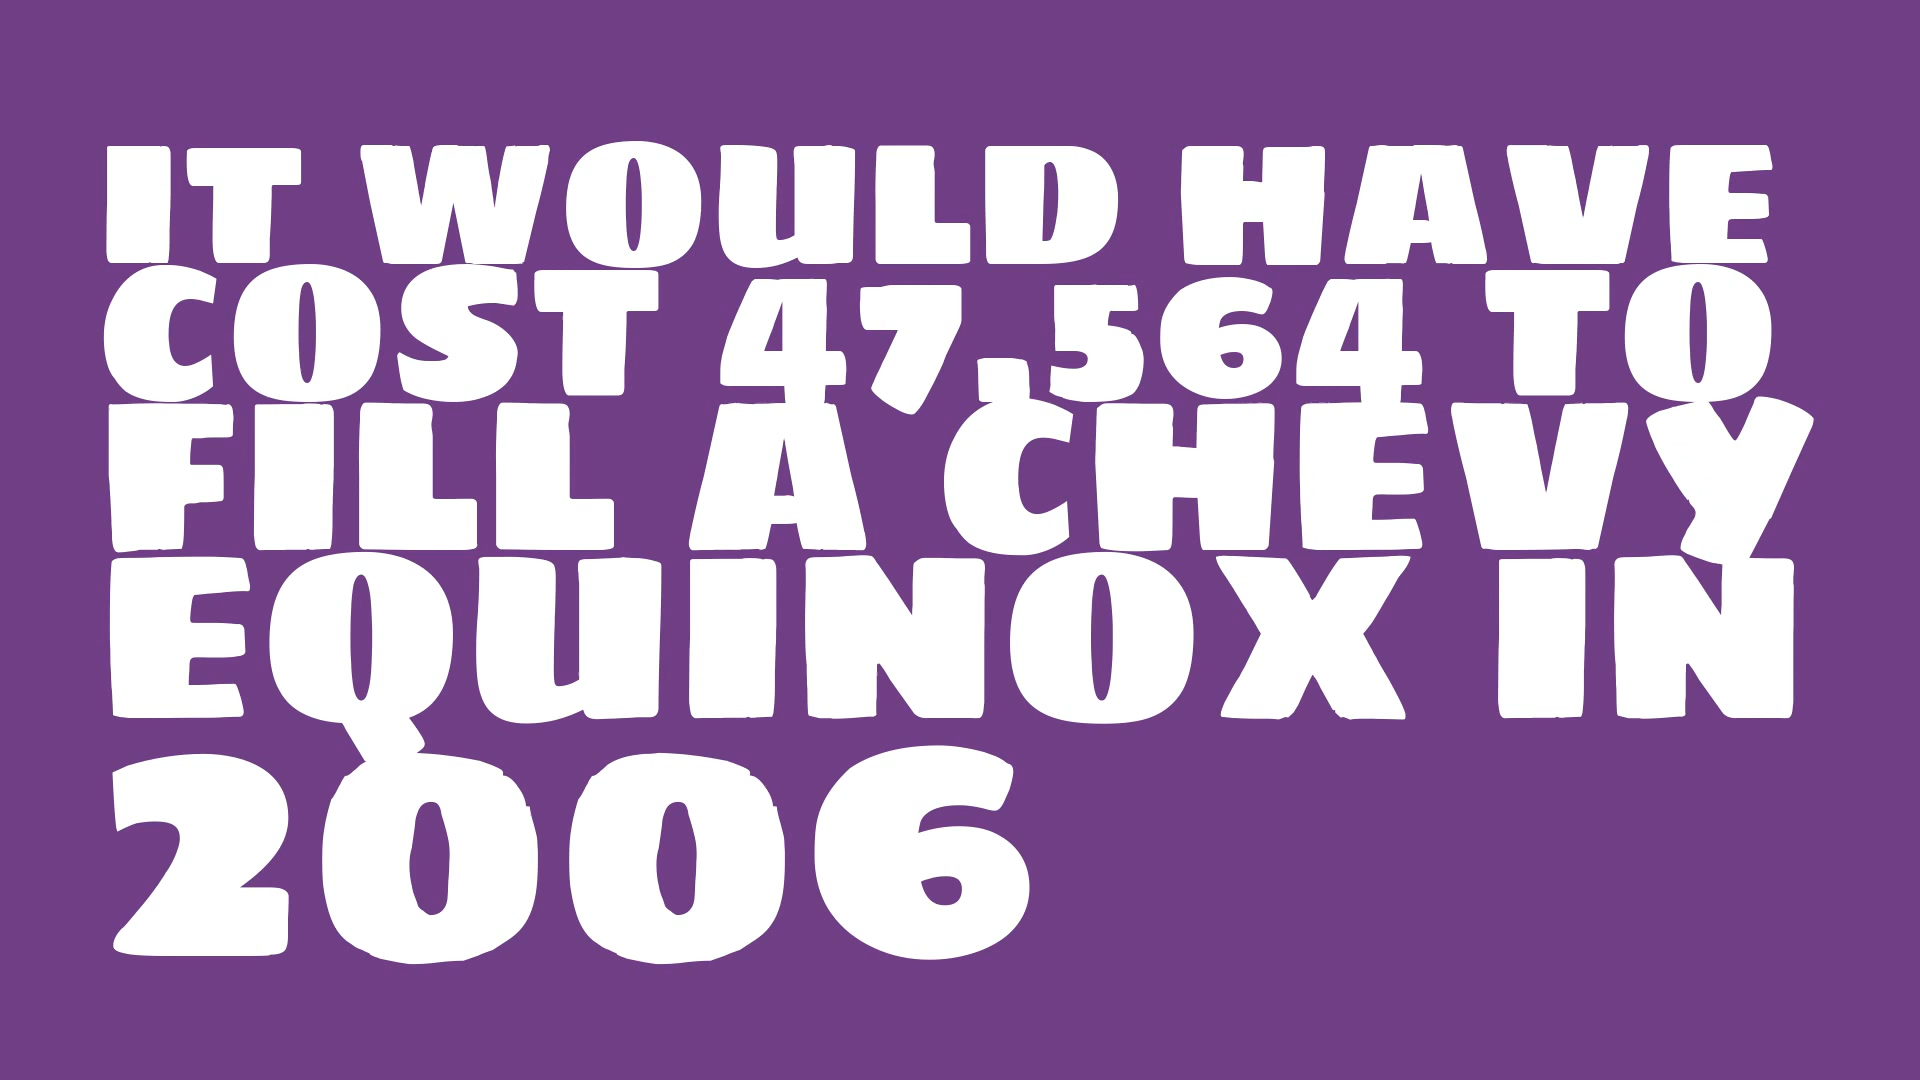 IT WOULD HAVE
COST 47,564 TO
FILL A CHEVY
EQUINOX IN
2006